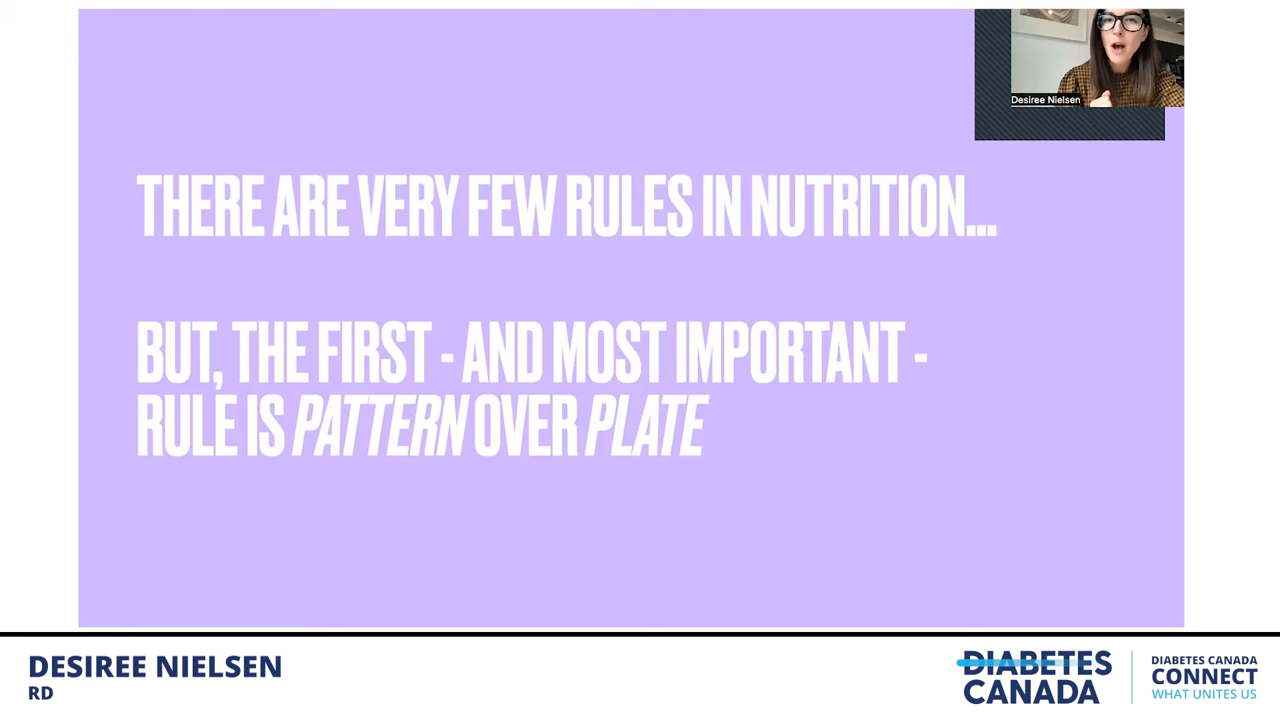 Desiree Nielsen
THERE ARE VERY FEW RULES IN NUTRITION...
BUT, THE FIRST - AND MOST IMPORTANT -
RULE IS PATTERN OVER PLATE
DESIREE NIELSEN
RD
DIABETES
CANADA
DIABETES CANADA
CONNECT
WHAT UNITES US